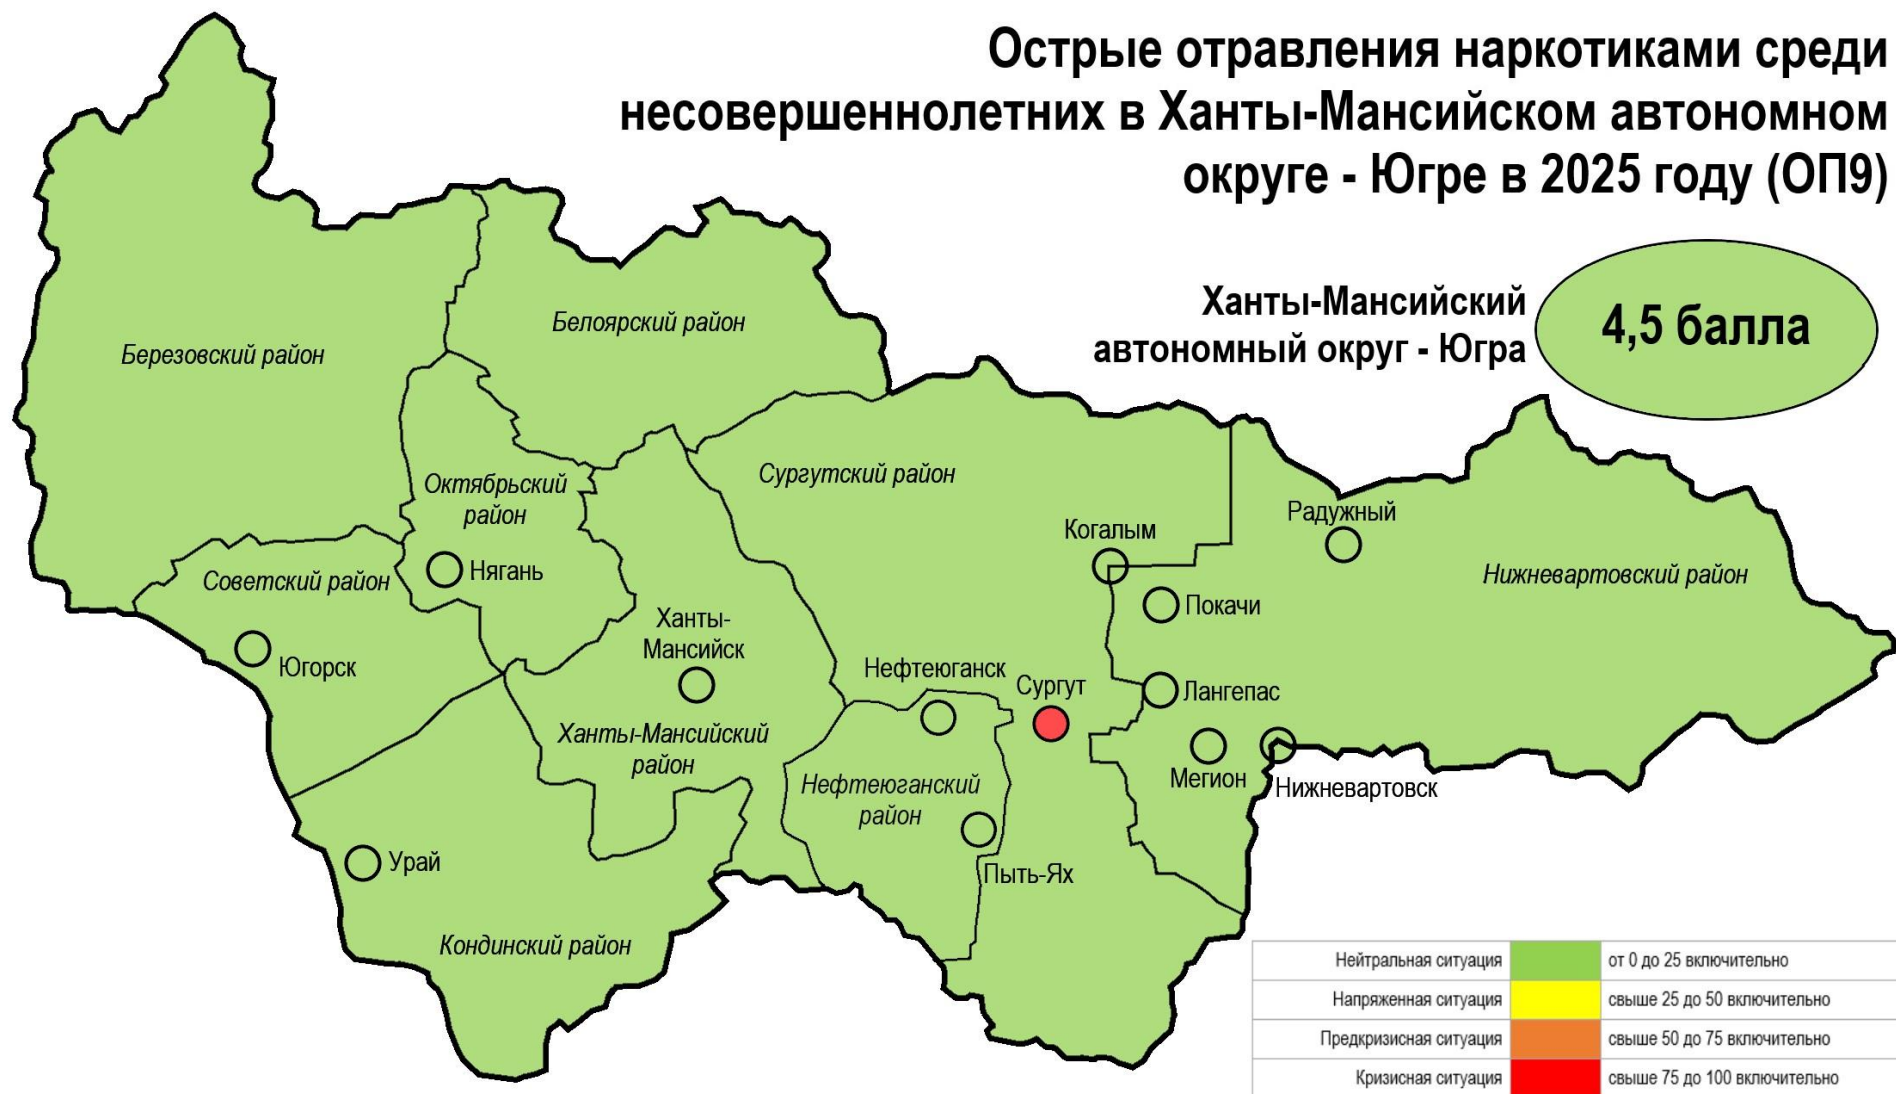 Острые отравления наркотиками среди
несовершеннолетних в Ханты-Мансийском автономном
округе - Югре в 2025 году (ОП9)
Ханты-Мансийский
автономный округ - Югра
4,5 балла
Березовский район
Белоярский район
Октябрьский
район
Сургутский район
Когалым
Радужный
Нижневартовский район
Нягань
Советский район
Покачи
Ханты-
Мансийск
Югорск
Нефтеюганск
Сургут
Лангепас
Ханты-Мансийский
район
Мегион
Нижневартовск
Нефтеюганский
район
Урай
Пыть-Ях
Кондинский район
Нейтральная ситуация от 0 до 25 включительно
Напряженная ситуация свыше 25 до 50 включительно
Предкризисная ситуация свыше 50 до 75 включительно
Кризисная ситуация свыше 75 до 100 включительно